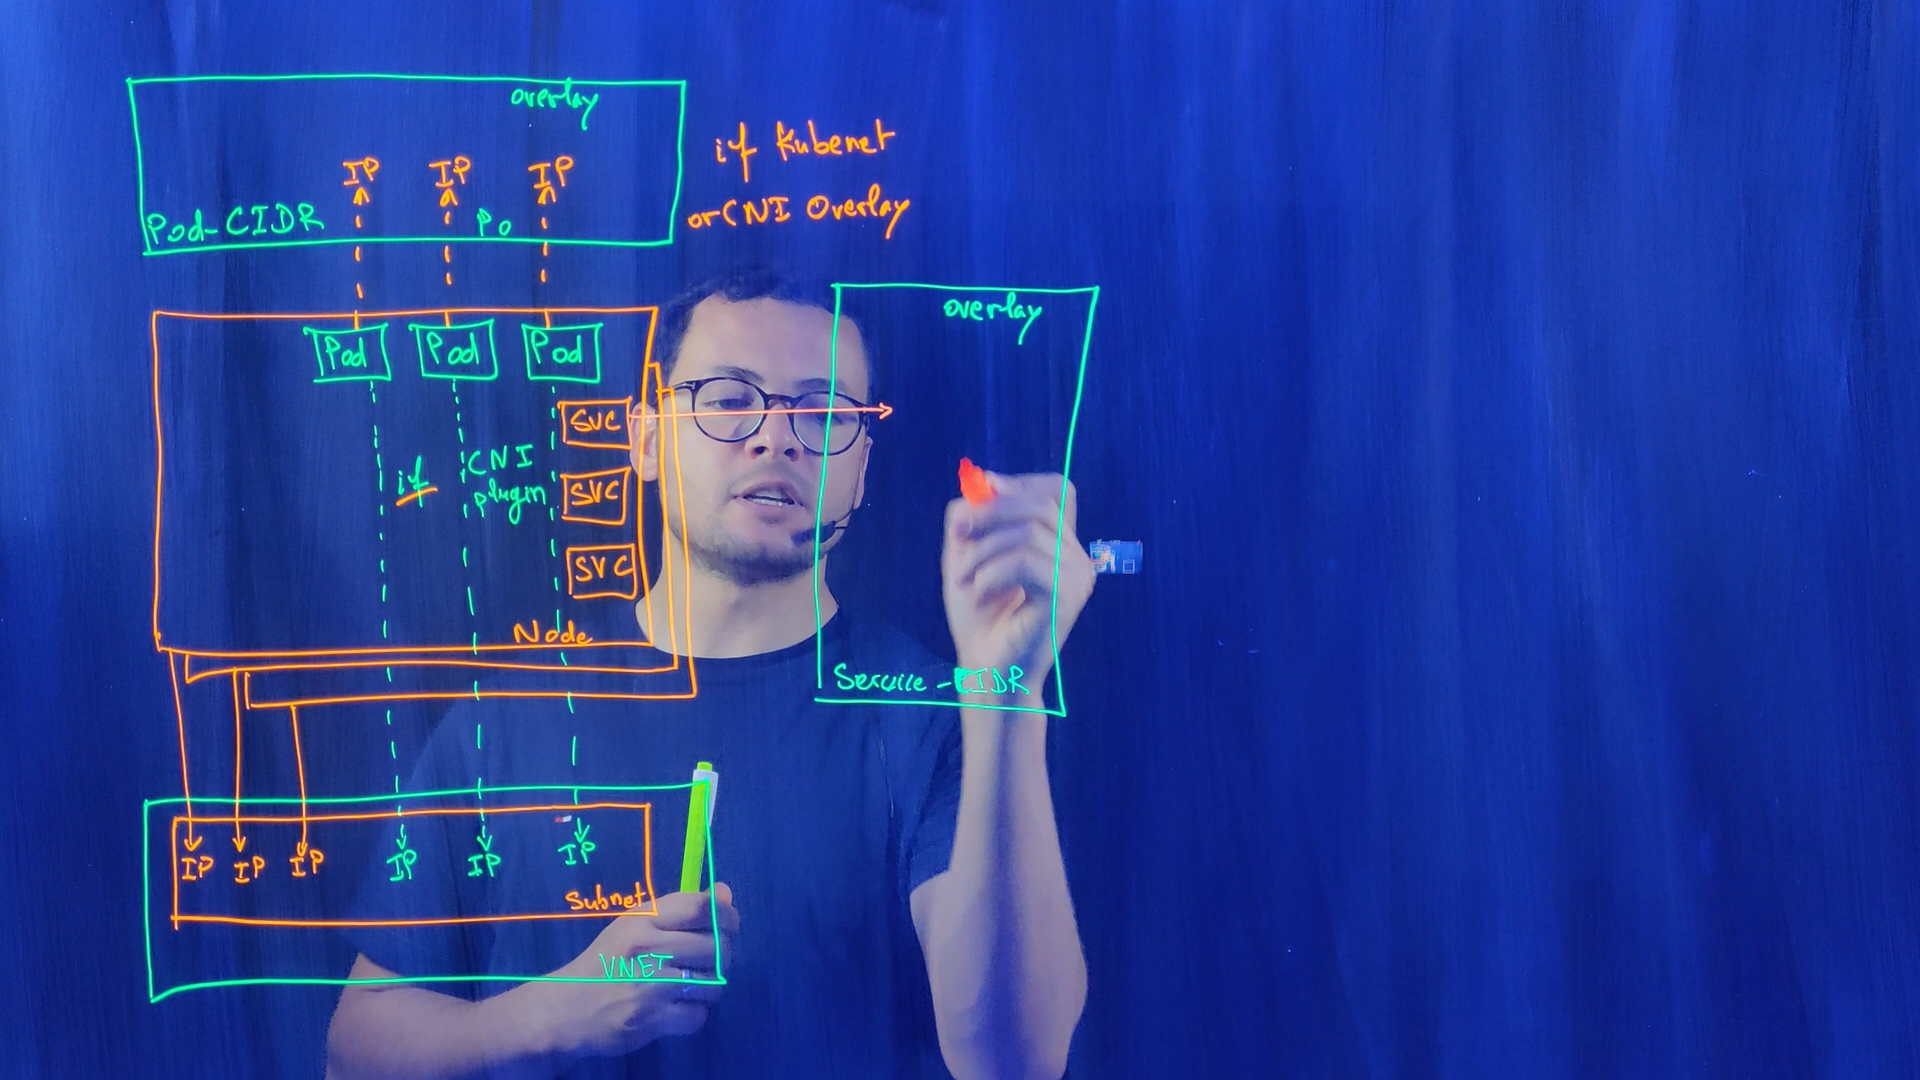 overlay
IP IP IP
Pod-CIDR Po
if Kubenet
or CNI Overlay
Pod Pod Pod
SVC
SVC
SVC
if CNI
plugin
Node
overlay
Service-CIDR
IP IP IP IP IP IP
Subnet
VNET